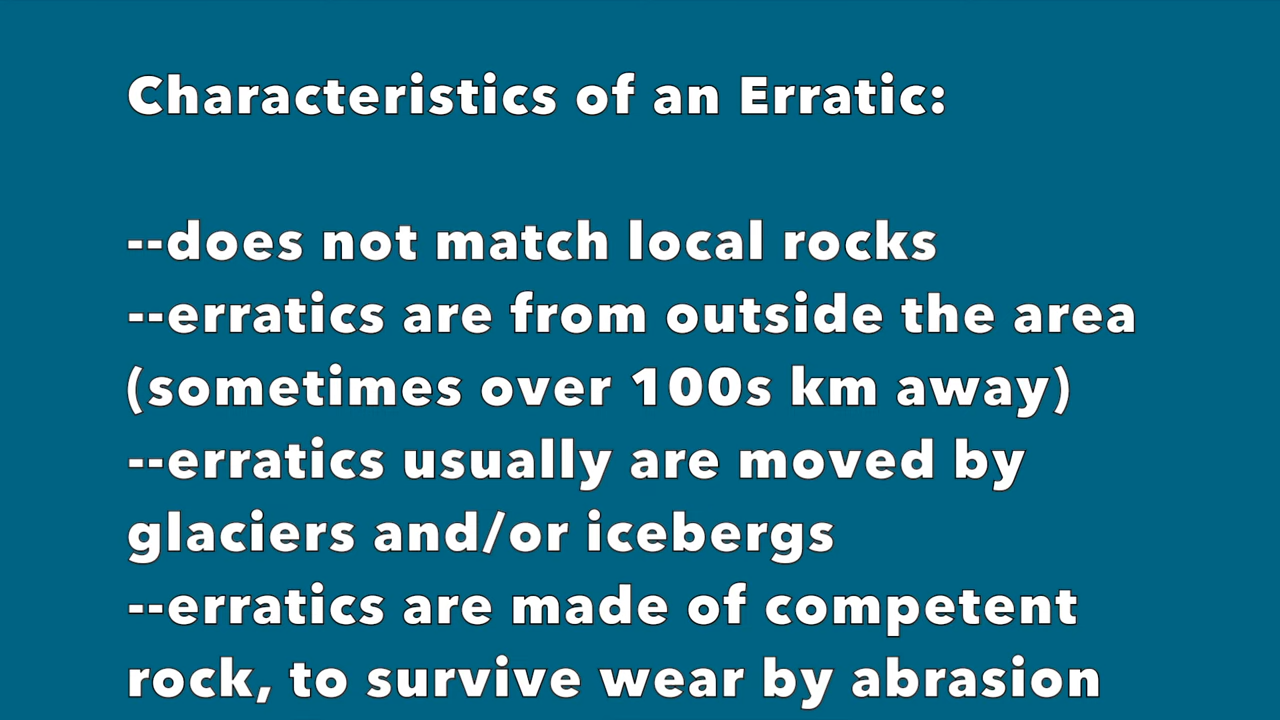 Characteristics of an Erratic:
--does not match local rocks
--erratics are from outside the area
(sometimes over 100s km away)
--erratics usually are moved by
glaciers and/or icebergs
--erratics are made of competent
rock, to survive wear by abrasion